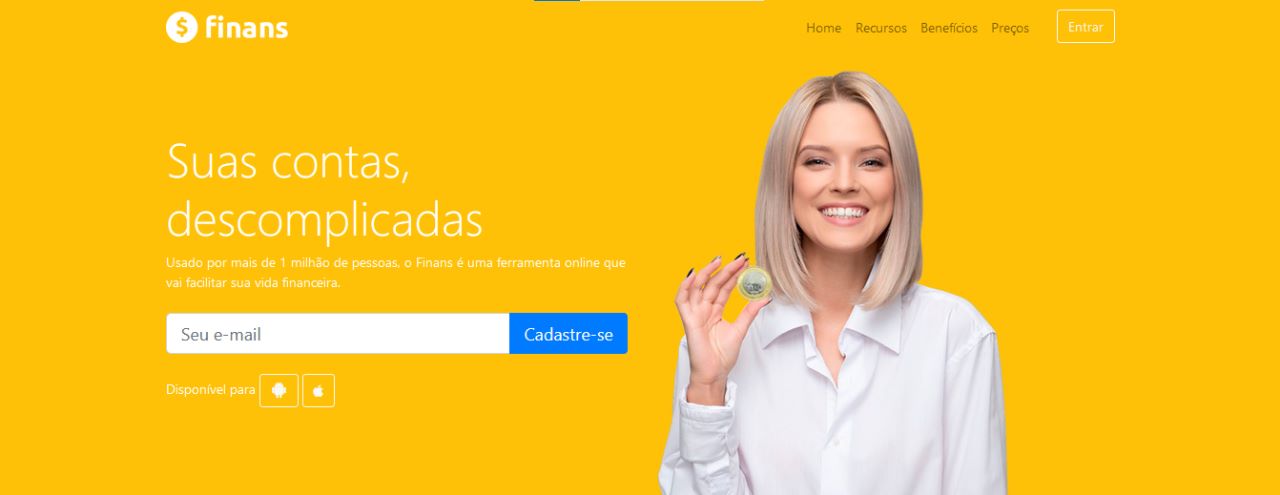 finans
Home Recursos Benefícios Preços Entrar
Suas contas,
descomplicadas
Usado por mais de 1 milhão de pessoas, o Finans é uma ferramenta online que
vai facilitar sua vida financeira.
Seu e-mail Cadastre-se
Disponível para